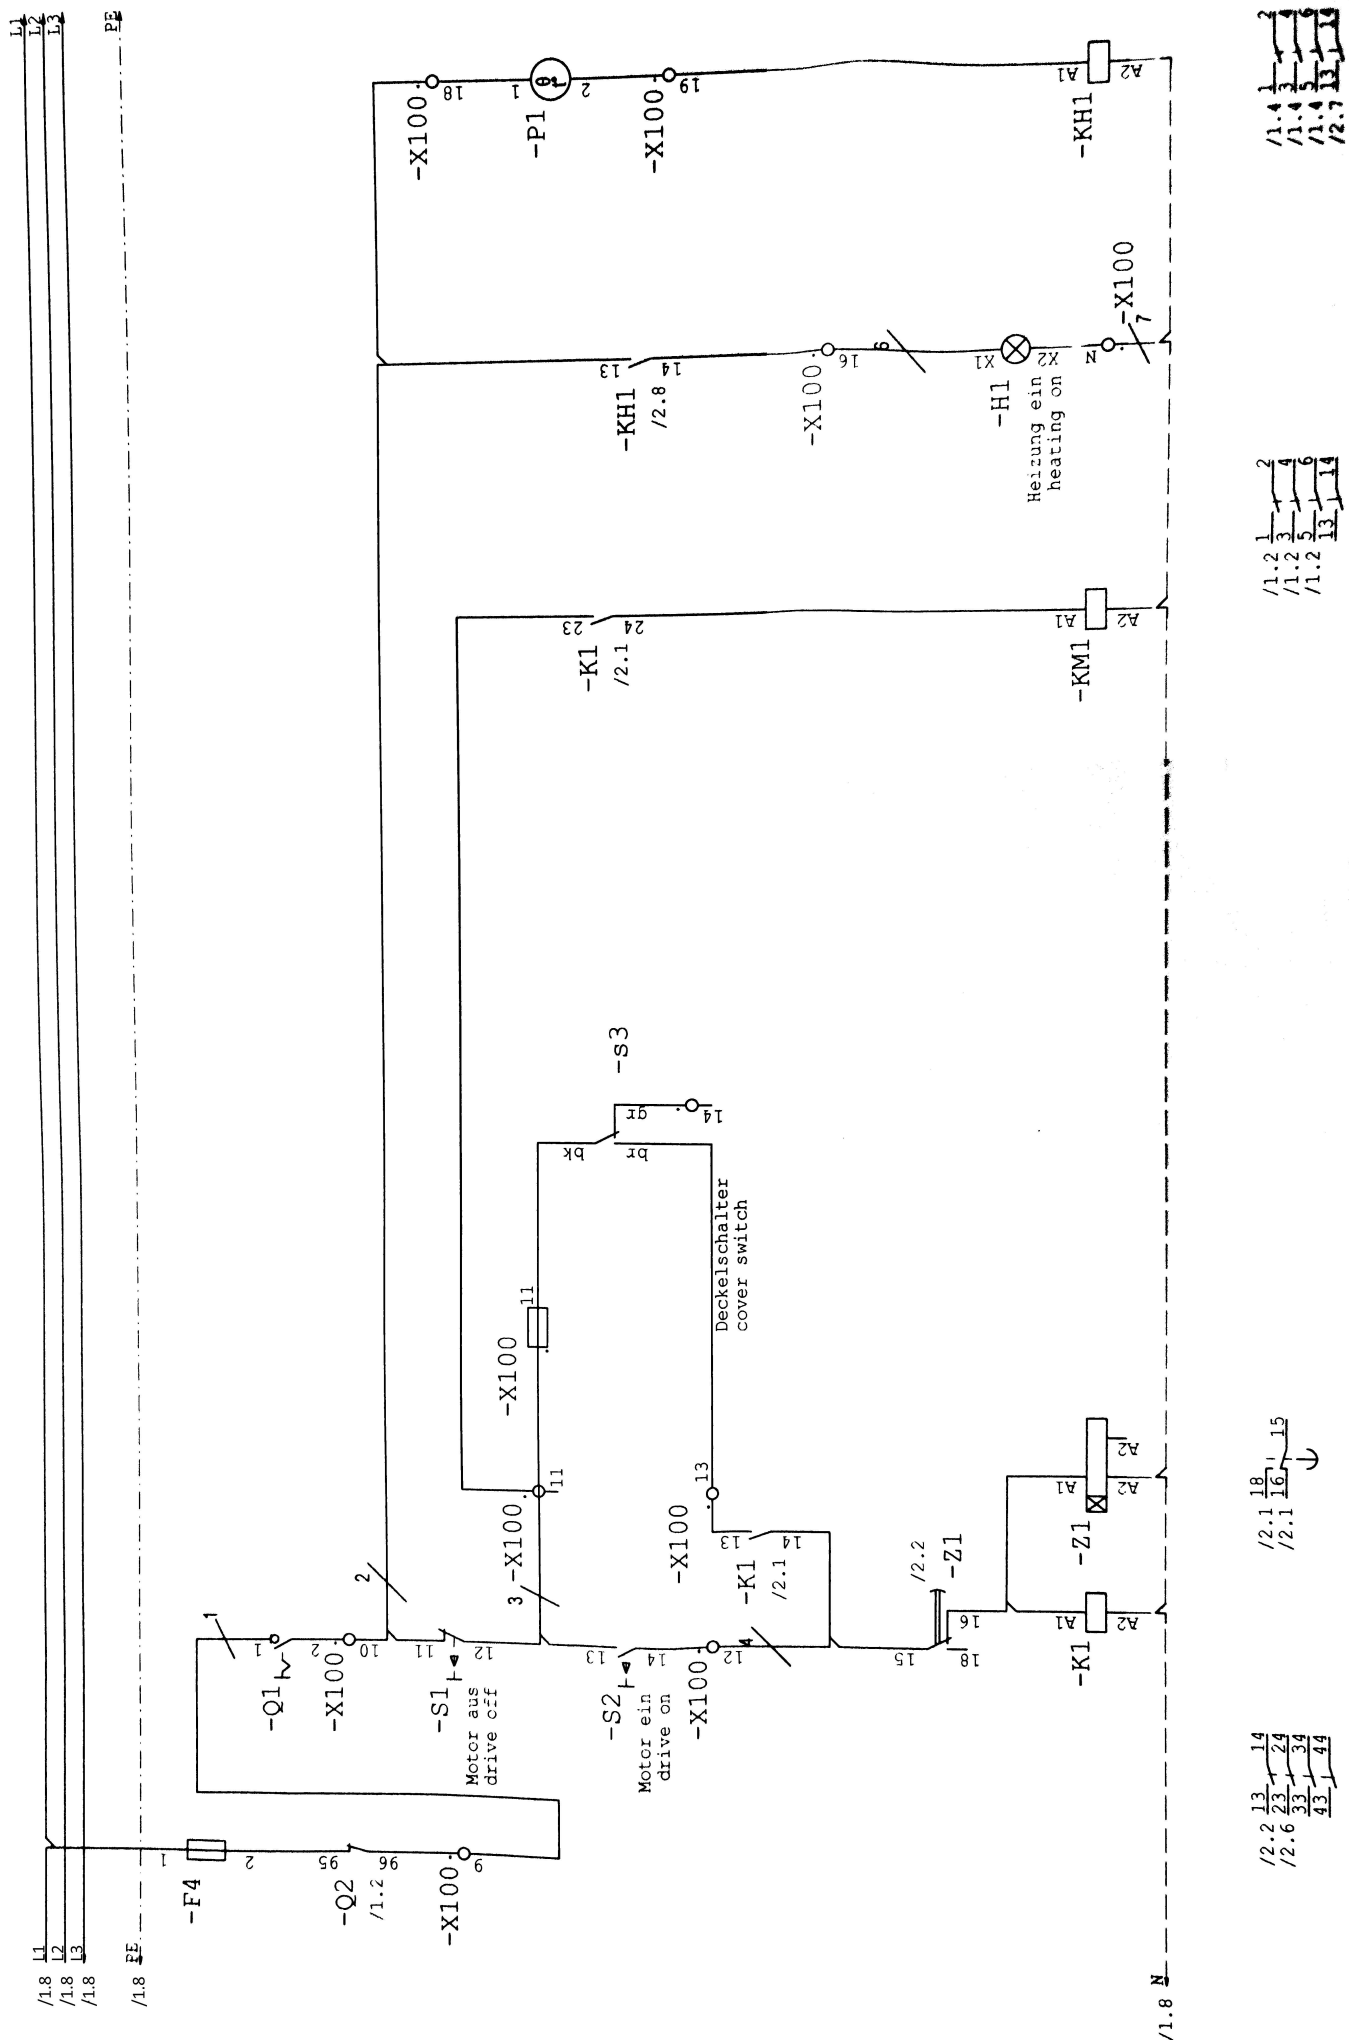 /1.8 L1
/1.8 L2
/1.8 L3
/1.8 PE
L1
L2
L3
PE
-F4
1
2
-Q2
/1.2
95
96
-X100
9
1
-Q1
1
2
-X100
10
2
-S1
11
12
Motor aus
drive off
3
-X100
11
-X100
11
-S2
13
14
Motor ein
drive on
-X100
12
4
-X100
13
-K1
/2.1
13
14
bk
br
gr
-s3
14
Deckelschalter
cover switch
/2.2
-Z1
15
16
18
-K1
A1
A2
-Z1
A1
A2
A2
-K1
/2.1
23
24
-KM1
A1
A2
-KH1
/2.8
13
14
-X100
16
6
-H1
X1
X2
Heizung ein
heating on
N
-X100
7
-X100
18
-P1
1
2
θ
-X100
19
-KH1
A1
A2
/1.8 N
/2.2 13 14
/2.6 23 24
33 34
43 44
/2.1 18
/2.1 16 15
/1.2 1 2
/1.2 3 4
/1.2 5 6
13 14
/1.4 1 2
/1.4 3 4
/1.4 5 6
/2.7 13 14